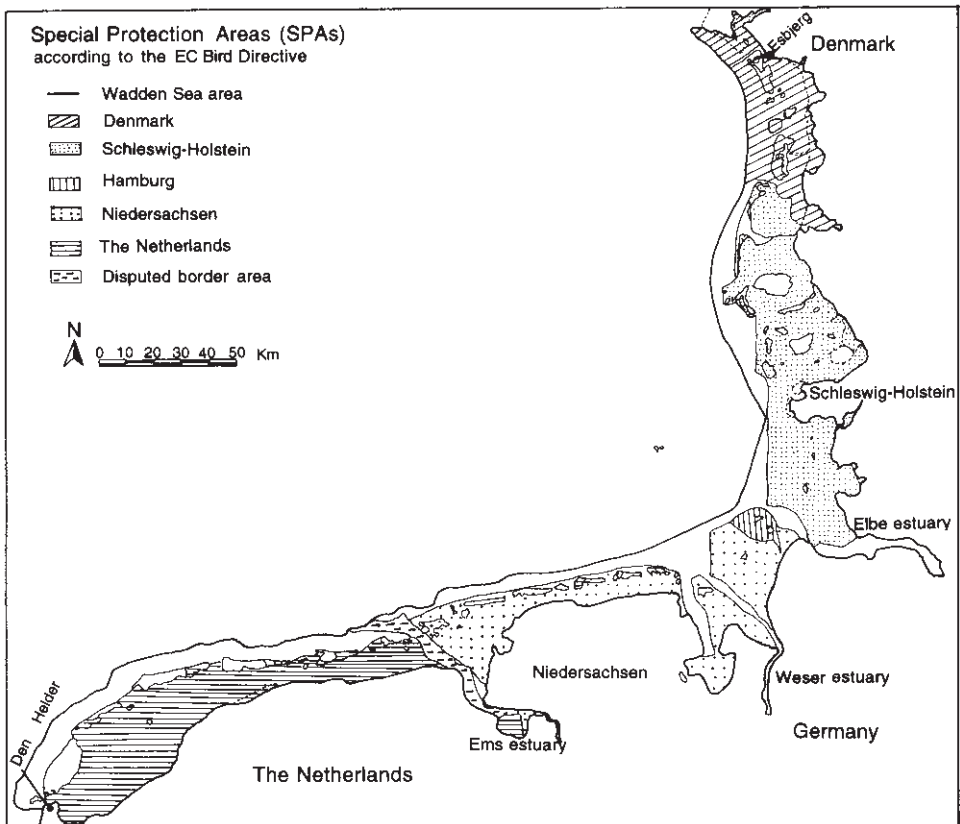 Special Protection Areas (SPAs)
according to the EC Bird Directive
Wadden Sea area
Denmark
Schleswig-Holstein
Hamburg
Niedersachsen
The Netherlands
Disputed border area
N
0 10 20 30 40 50 Km
Esbjerg
Denmark
Schleswig-Holstein
Elbe estuary
Niedersachsen
Weser estuary
Germany
Ems estuary
The Netherlands
Den Helder